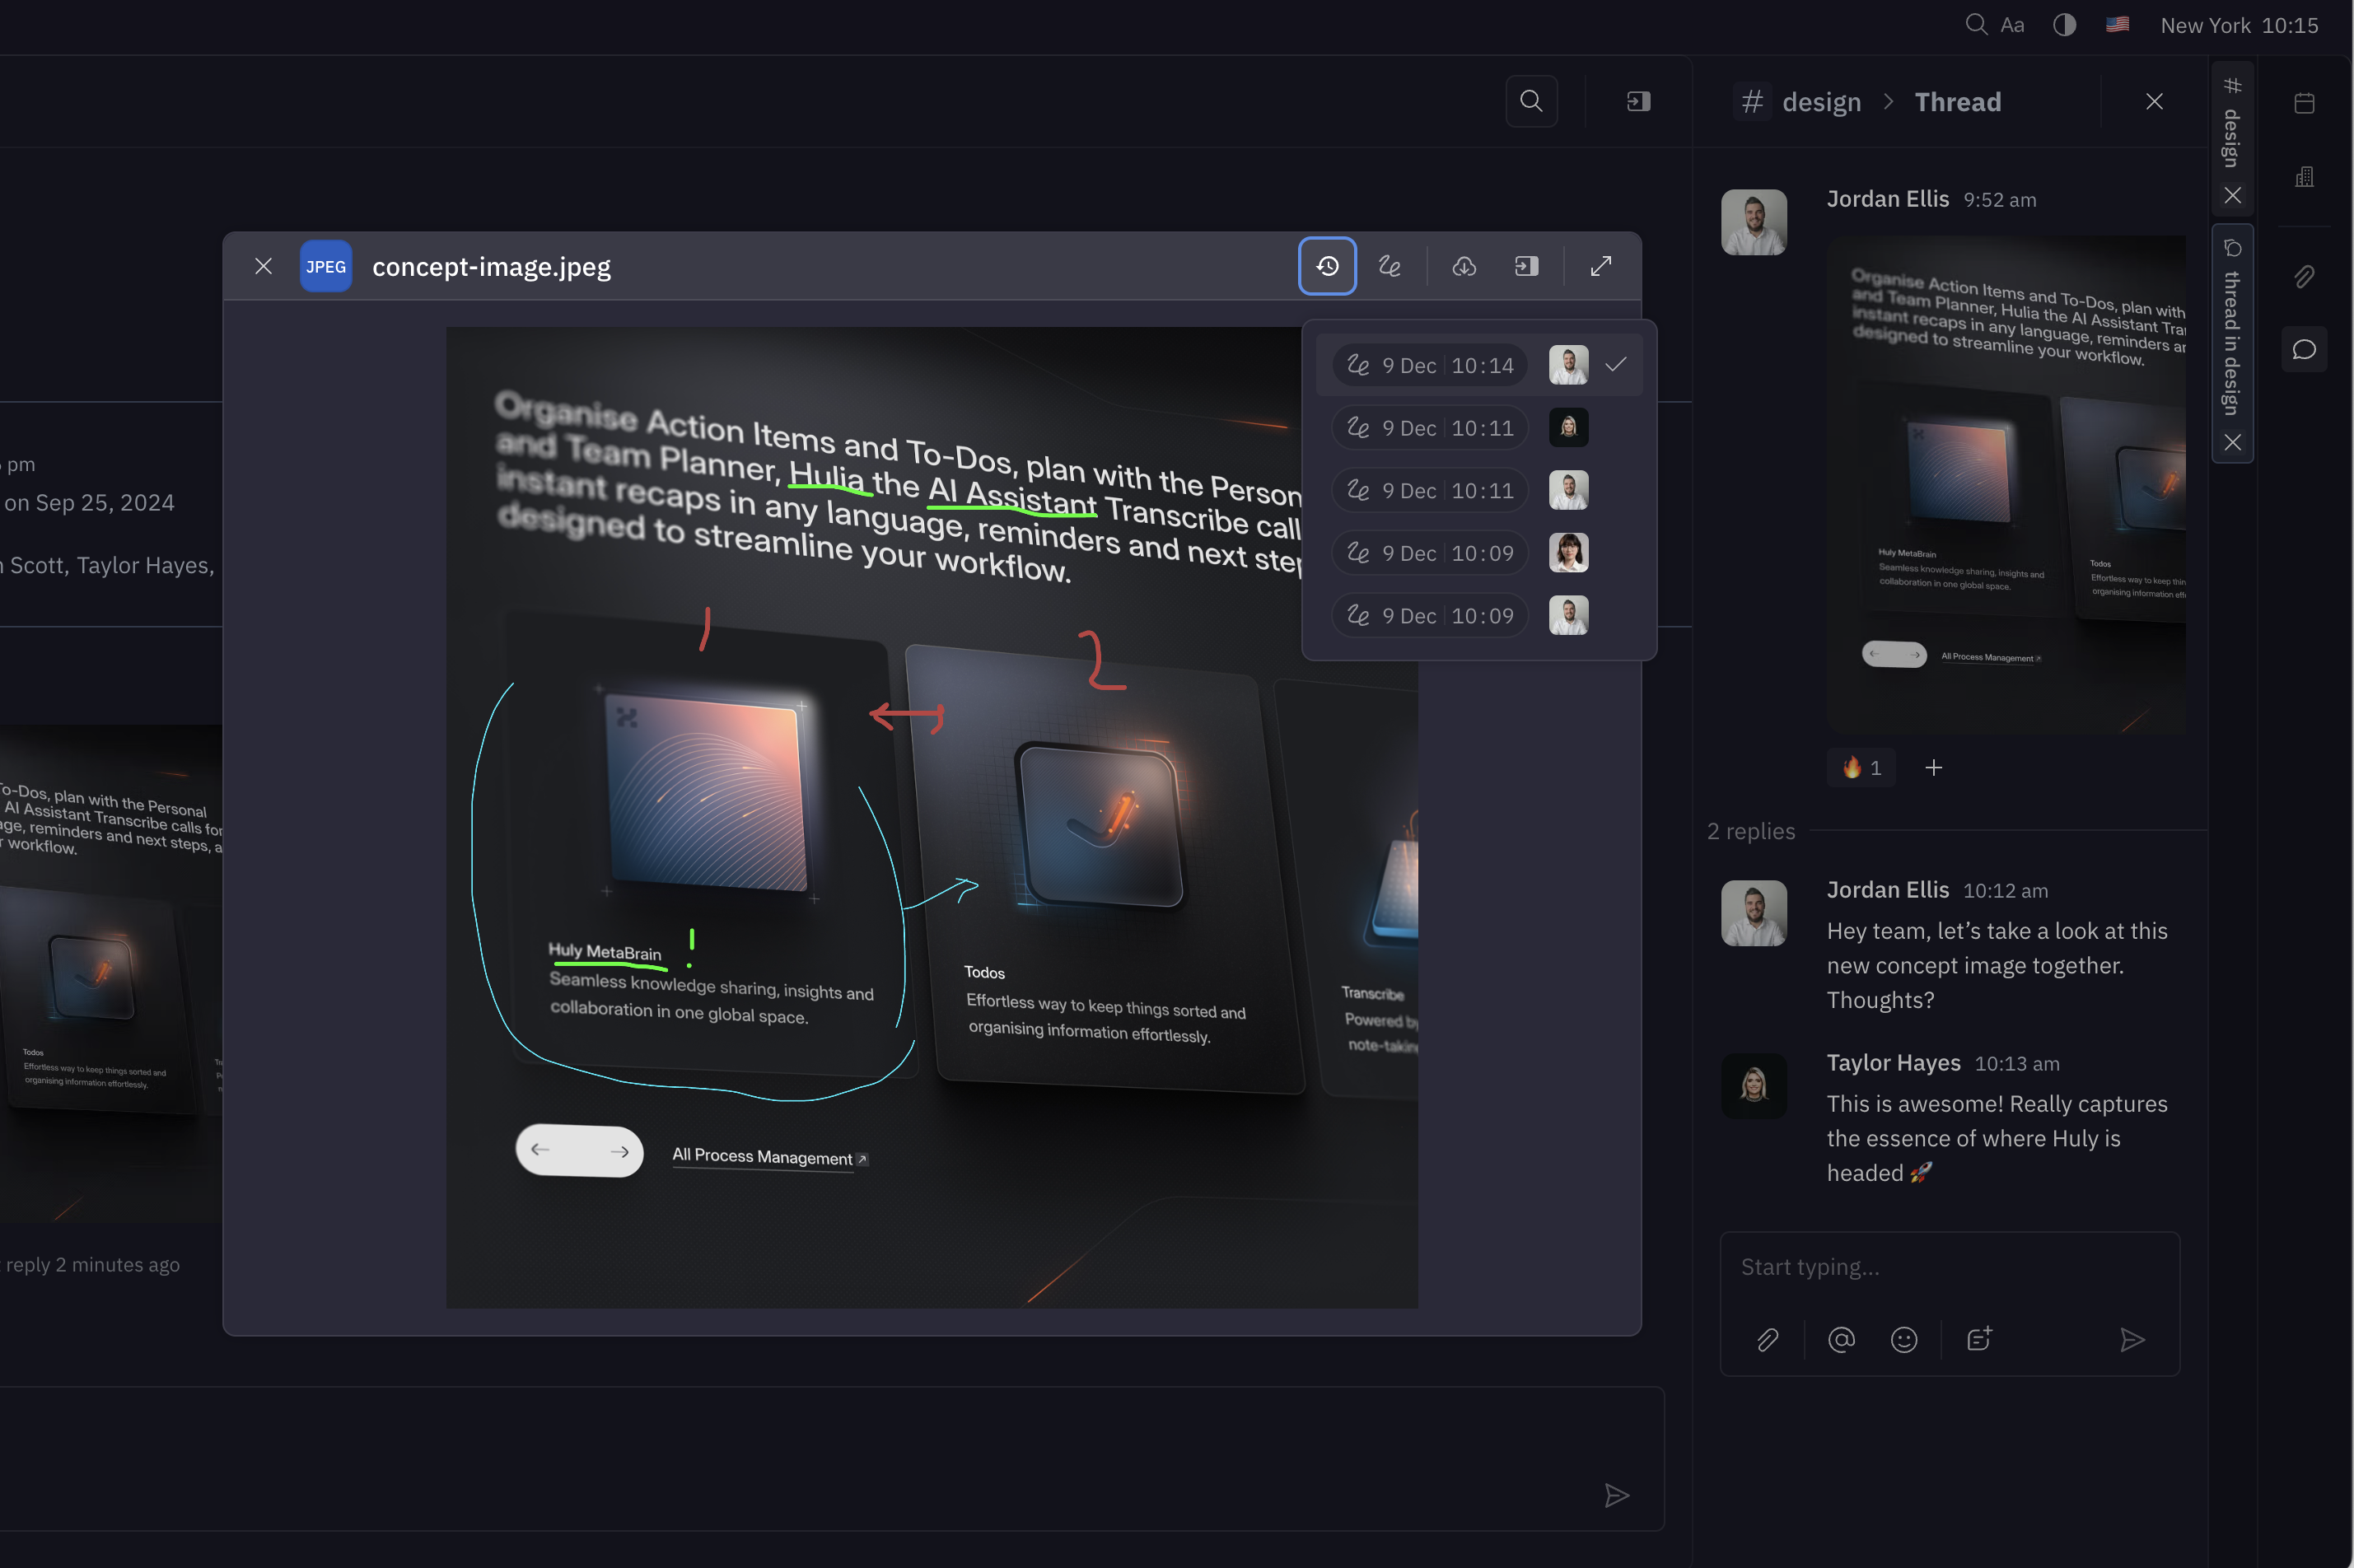 Aa
New York 10:15
# design > Thread
# design
thread in design
pm
on Sep 25, 2024
Scott, Taylor Hayes,
To-Dos, plan with the Personal
AI Assistant Transcribe calls for
age, reminders and next steps, a
workflow.
Todos
Effortless way to keep things sorted and
organising information effortlessly.
reply 2 minutes ago
JPEG concept-image.jpeg
9 Dec 10:14
9 Dec 10:11
9 Dec 10:11
9 Dec 10:09
9 Dec 10:09
Organise Action Items and To-Dos, plan with the Person
and Team Planner, Hulia the AI Assistant Transcribe call
instant recaps in any language, reminders and next step
designed to streamline your workflow.
1
2
Huly MetaBrain !
Seamless knowledge sharing, insights and
collaboration in one global space.
Todos
Effortless way to keep things sorted and
organising information effortlessly.
Transcribe
Powered by
note-takin
← →
All Process Management
Jordan Ellis 9:52 am
Organise Action Items and To-Dos, plan with
and Team Planner, Hulia the AI Assistant Tra
instant recaps in any language, reminders a
designed to streamline your workflow.
Huly MetaBrain
Seamless knowledge sharing, insights and
collaboration in one global space.
Todos
Effortless way to keep thin
organising information eff
← →
All Process Management
🔥 1 +
2 replies
Jordan Ellis 10:12 am
Hey team, let’s take a look at this
new concept image together.
Thoughts?
Taylor Hayes 10:13 am
This is awesome! Really captures
the essence of where Huly is
headed 🚀
Start typing...